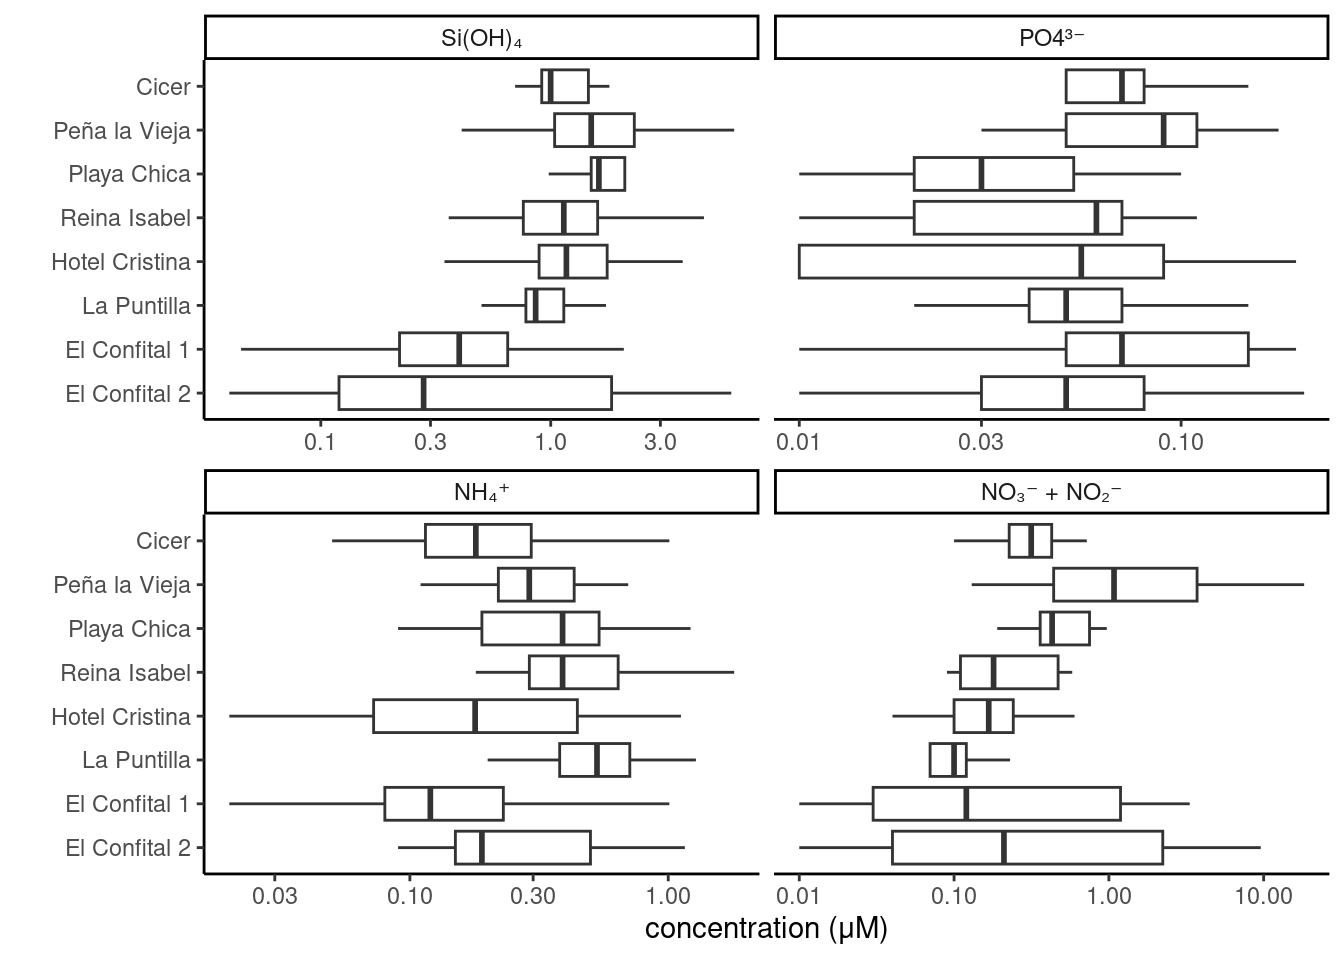 Si(OH)₄
PO4³⁻
Cicer
Peña la Vieja
Playa Chica
Reina Isabel
Hotel Cristina
La Puntilla
El Confital 1
El Confital 2
0.1 0.3 1.0 3.0
0.01 0.03 0.10
NH₄⁺
NO₃⁻ + NO₂⁻
Cicer
Peña la Vieja
Playa Chica
Reina Isabel
Hotel Cristina
La Puntilla
El Confital 1
El Confital 2
0.03 0.10 0.30 1.00
0.01 0.10 1.00 10.00
concentration (µM)